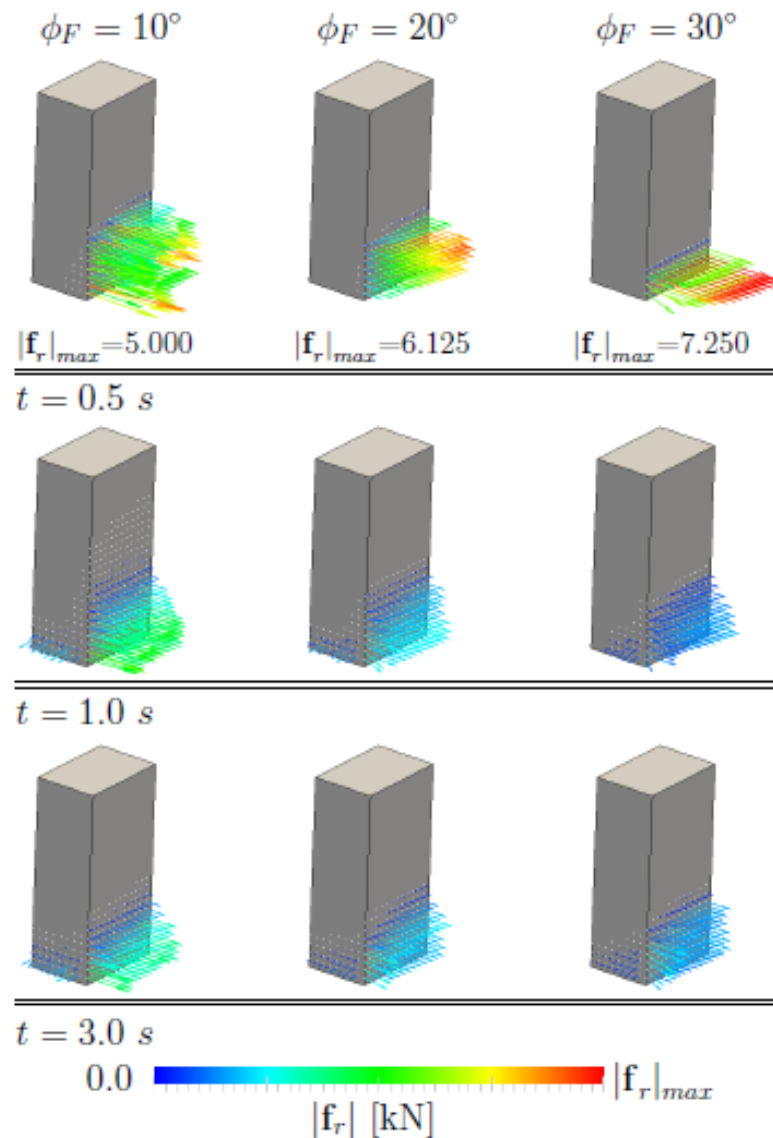 ϕ_F = 10° ϕ_F = 20° ϕ_F = 30°
|f_r|_max=5.000 |f_r|_max=6.125 |f_r|_max=7.250
t = 0.5 s
t = 1.0 s
t = 3.0 s
0.0 |f_r|_max
|f_r| [kN]